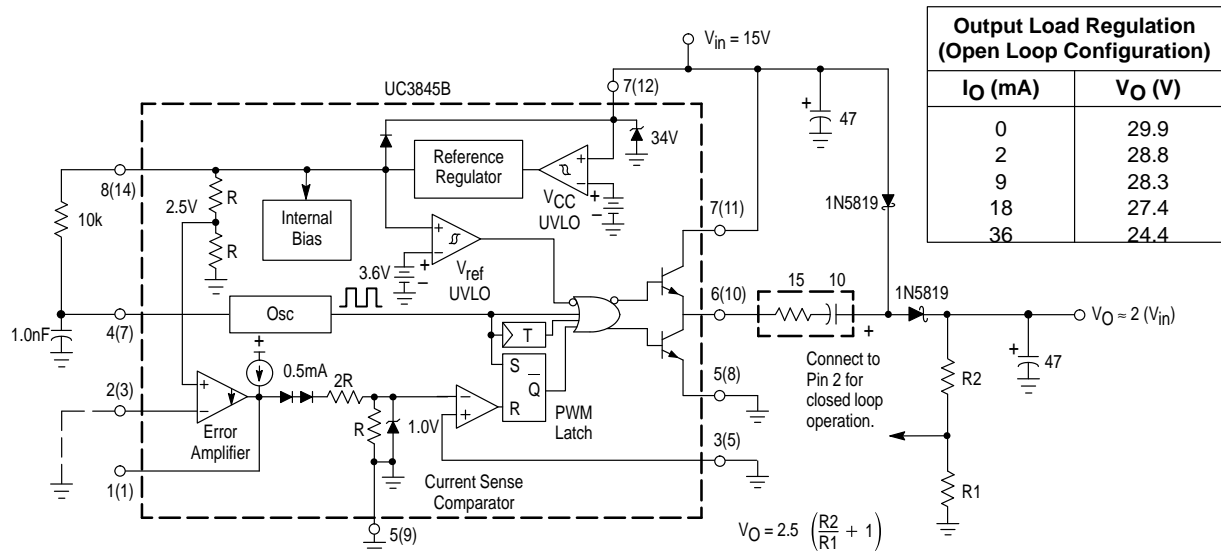 UC3845B
Vin = 15V
7(12)
34V
47
Output Load Regulation
(Open Loop Configuration)
IO (mA) VO (V)
0 29.9
2 28.8
9 28.3
18 27.4
36 24.4
8(14)
R
Reference
Regulator
+
–
VCC
UVLO
+
–
10k
2.5V
R
Internal
Bias
+
–
3.6V
+
–
Vref
UVLO
7(11)
1N5819
+
Osc
6(10)
15
10
+
1N5819
VO ≈ 2 (Vin)
1.0nF
4(7)
T
+
0.5mA
S
Q
R
5(8)
Connect to
Pin 2 for
closed loop
operation.
R2
+
47
2(3)
+
–
Error
Amplifier
2R
R
1.0V
–
+
PWM
Latch
3(5)
R1
1(1)
Current Sense
Comparator
5(9)
VO = 2.5 (R2/R1 + 1)